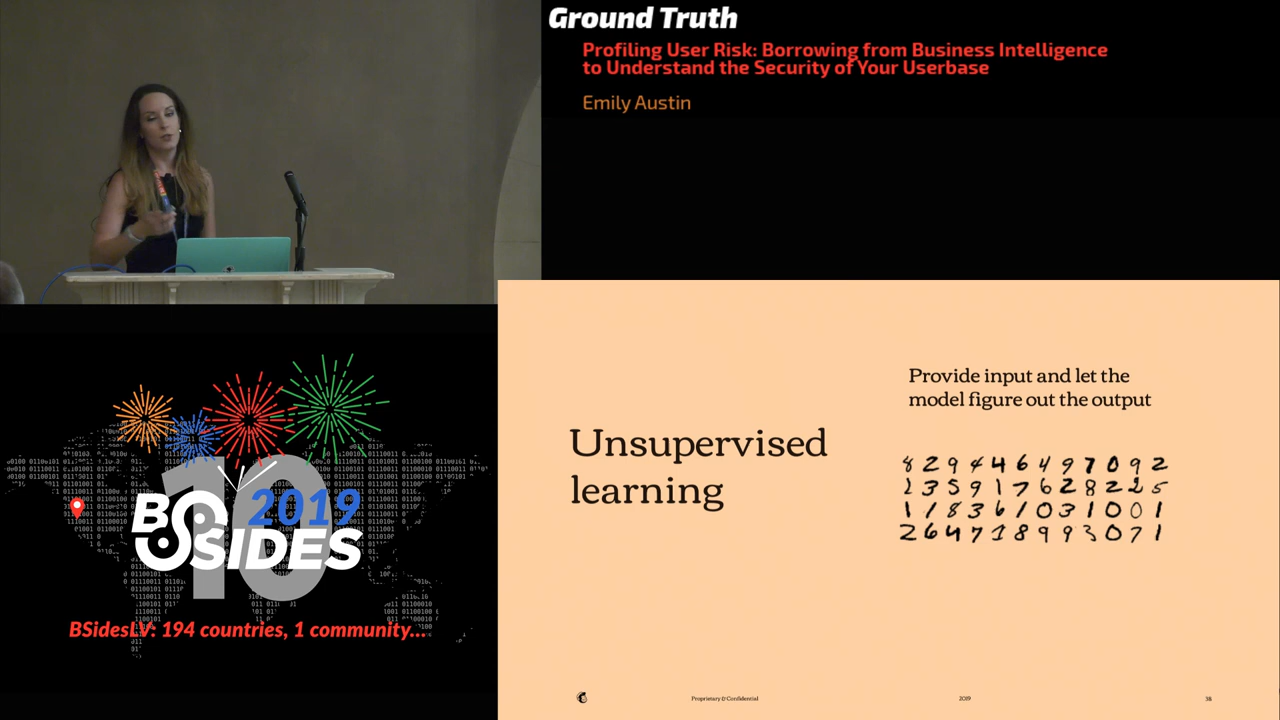 Ground Truth
Profiling User Risk: Borrowing from Business Intelligence
to Understand the Security of Your Userbase
Emily Austin
10
2019
BSIDES
BSidesLV: 194 countries, 1 community...
Provide input and let the
model figure out the output
Unsupervised
learning
8 2 9 4 4 6 4 9 7 0 9 2
1 3 5 9 1 7 6 2 8 2 2 5
1 1 8 3 6 1 0 3 1 0 0 1
2 6 4 7 1 8 9 9 3 0 7 1
Proprietary & Confidential
2019
38